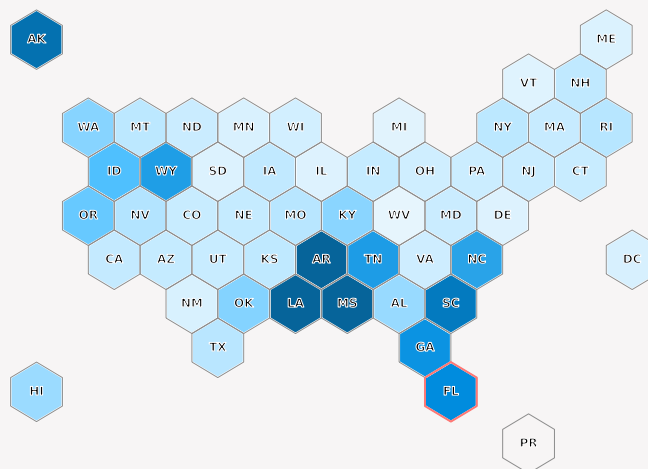 AK
ME
VT NH
WA MT ND MN WI MI NY MA RI
ID WY SD IA IL IN OH PA NJ CT
OR NV CO NE MO KY WV MD DE
CA AZ UT KS AR TN VA NC DC
NM OK LA MS AL SC
TX GA
HI FL
PR